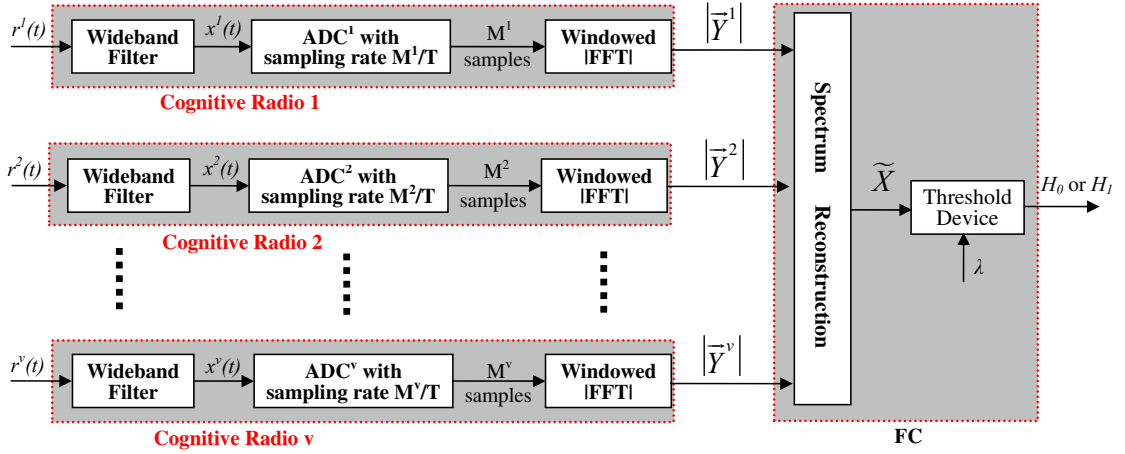 r¹(t)
Wideband
Filter
x¹(t)
ADC¹ with
sampling rate M¹/T
M¹
samples
Windowed
|FFT|
|Y⃗¹|
Cognitive Radio 1
r²(t)
Wideband
Filter
x²(t)
ADC² with
sampling rate M²/T
M²
samples
Windowed
|FFT|
|Y⃗²|
Cognitive Radio 2
rᵛ(t)
Wideband
Filter
xᵛ(t)
ADCᵛ with
sampling rate Mᵛ/T
Mᵛ
samples
Windowed
|FFT|
|Y⃗ᵛ|
Cognitive Radio v
Spectrum Reconstruction
X̃
Threshold
Device
λ
H₀ or H₁
FC